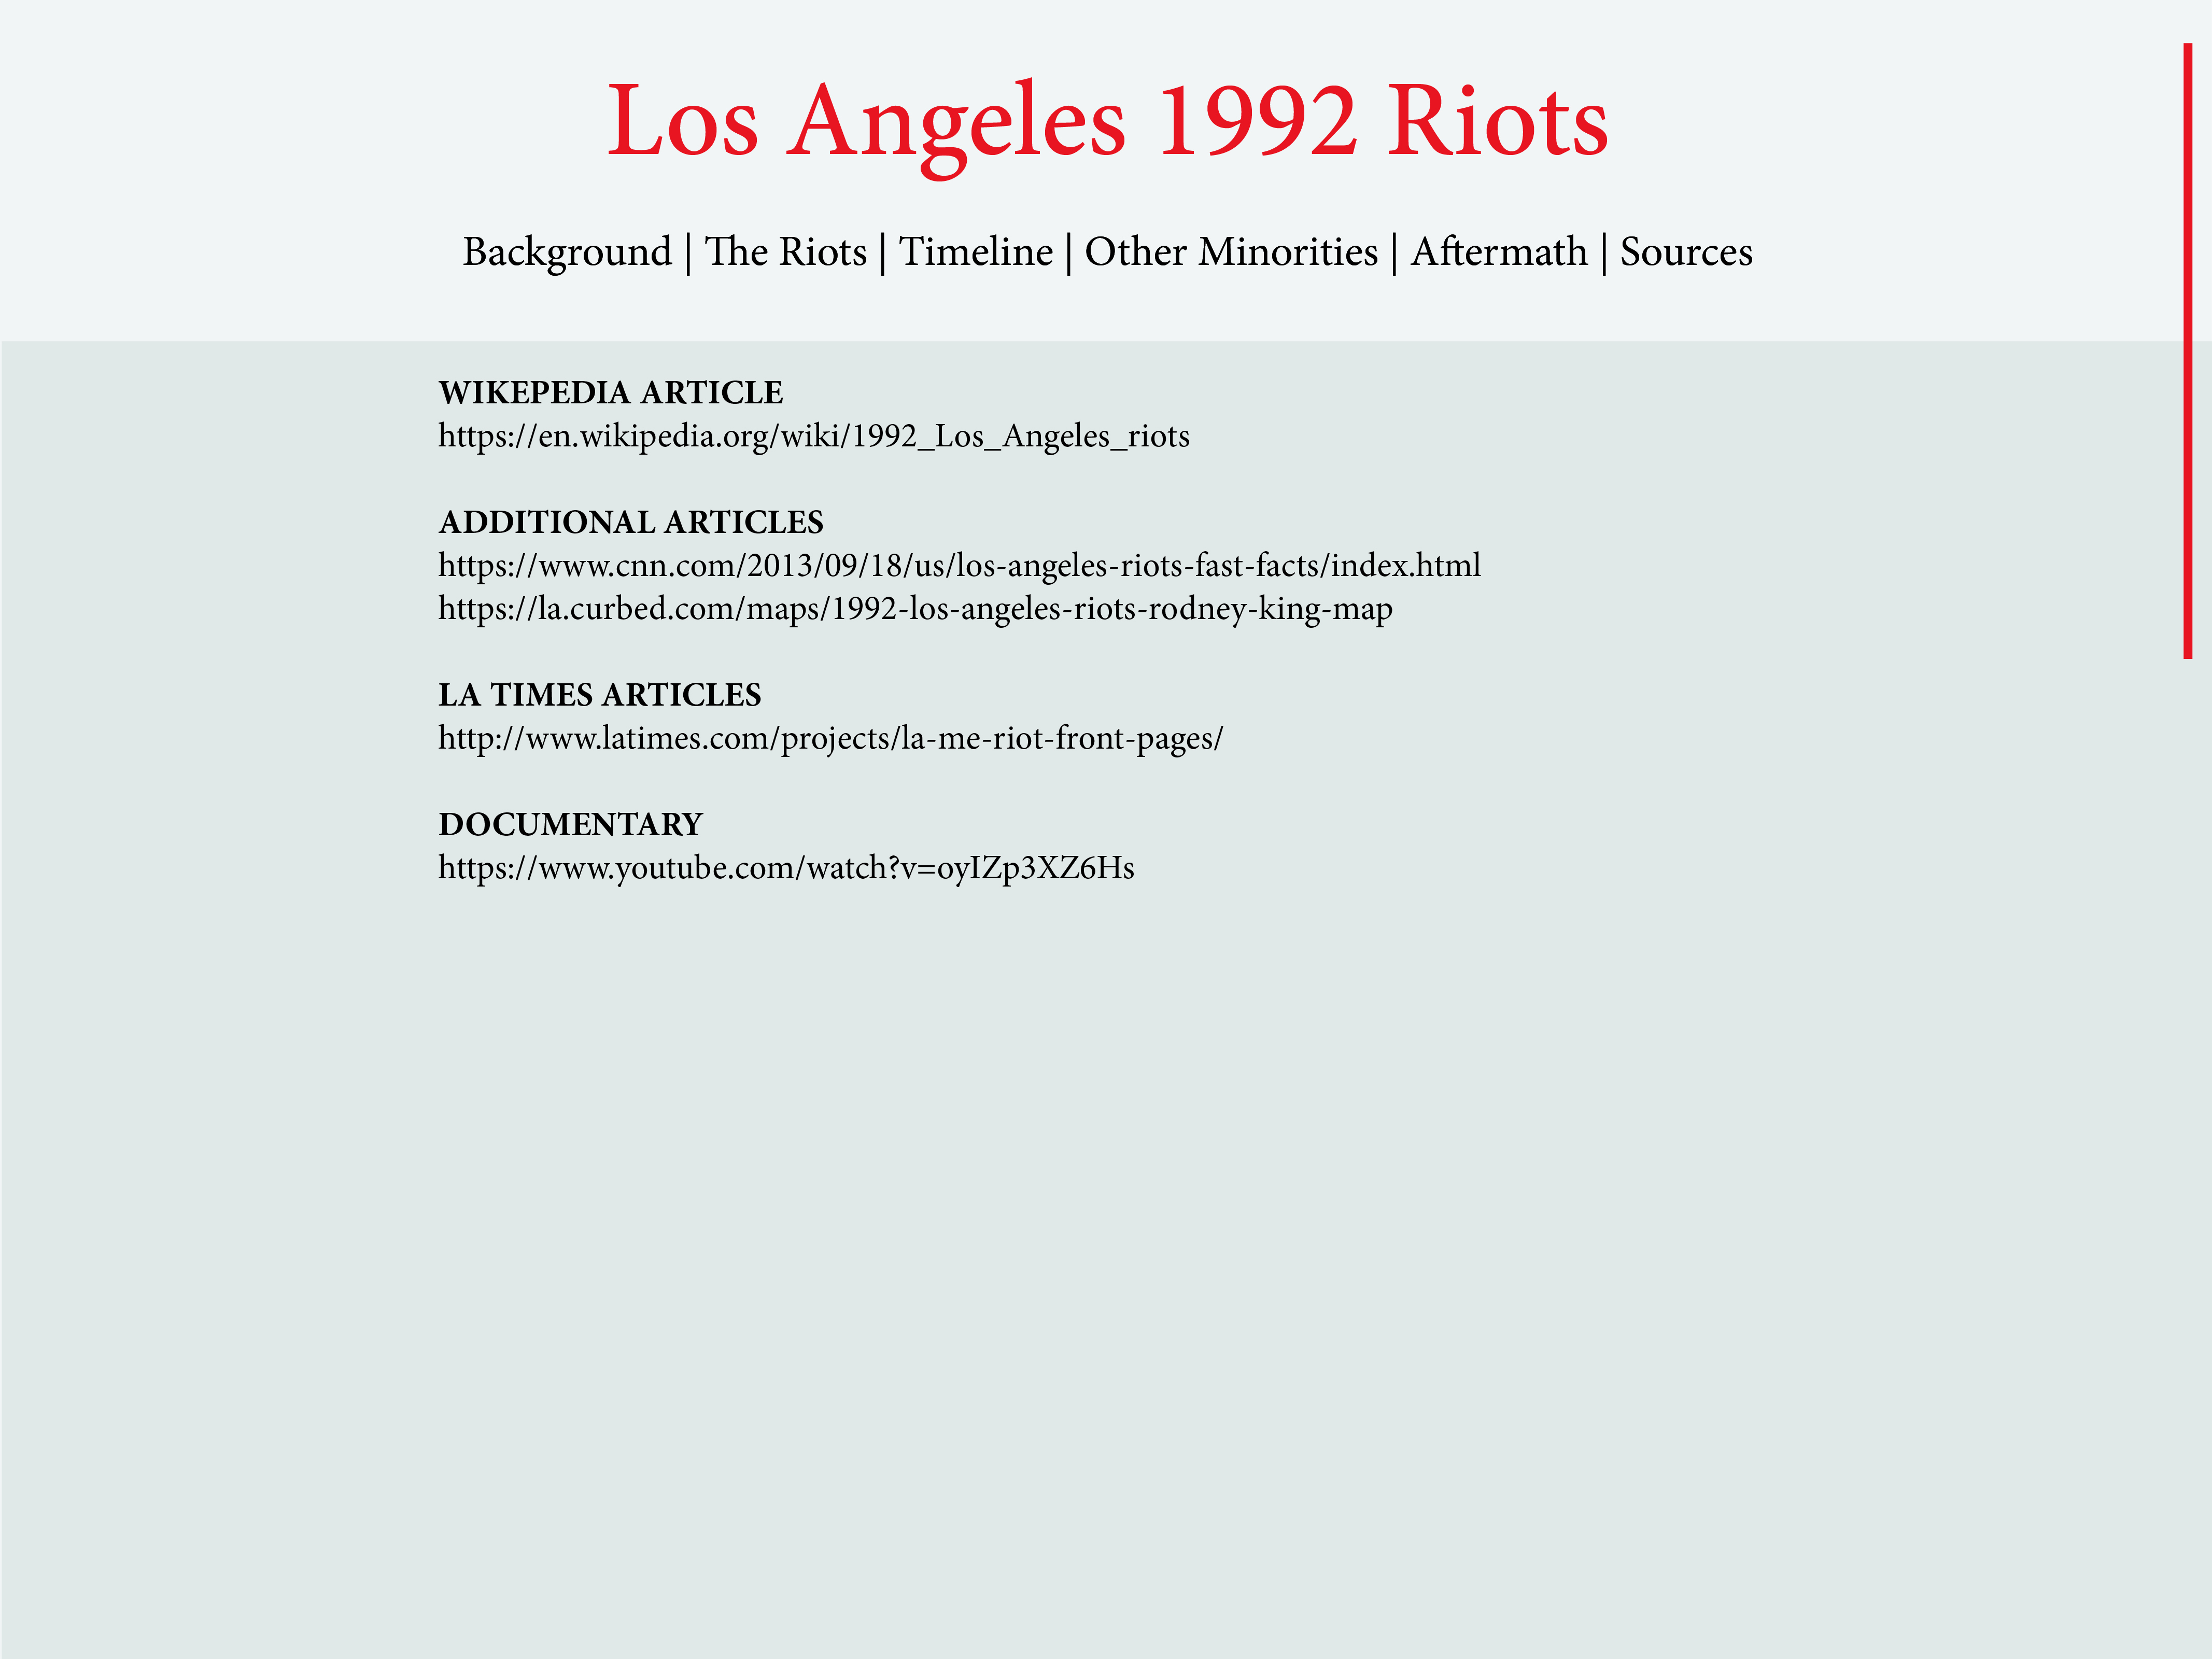 Los Angeles 1992 Riots
Background | The Riots | Timeline | Other Minorities | Aftermath | Sources
WIKEPEDIA ARTICLE
https://en.wikipedia.org/wiki/1992_Los_Angeles_riots
ADDITIONAL ARTICLES
https://www.cnn.com/2013/09/18/us/los-angeles-riots-fast-facts/index.html
https://la.curbed.com/maps/1992-los-angeles-riots-rodney-king-map
LA TIMES ARTICLES
http://www.latimes.com/projects/la-me-riot-front-pages/
DOCUMENTARY
https://www.youtube.com/watch?v=oyIZp3XZ6Hs